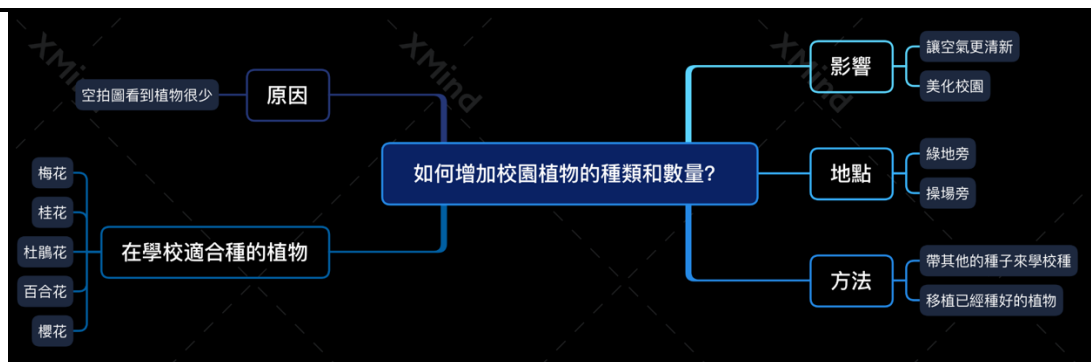 如何增加校園植物的種類和數量?
影響
讓空氣更清新
美化校園
地點
綠地旁
操場旁
方法
帶其他的種子來學校種
移植已經種好的植物
原因
空拍圖看到植物很少
在學校適合種的植物
梅花
桂花
杜鵑花
百合花
櫻花
XMind
XMind
XMind